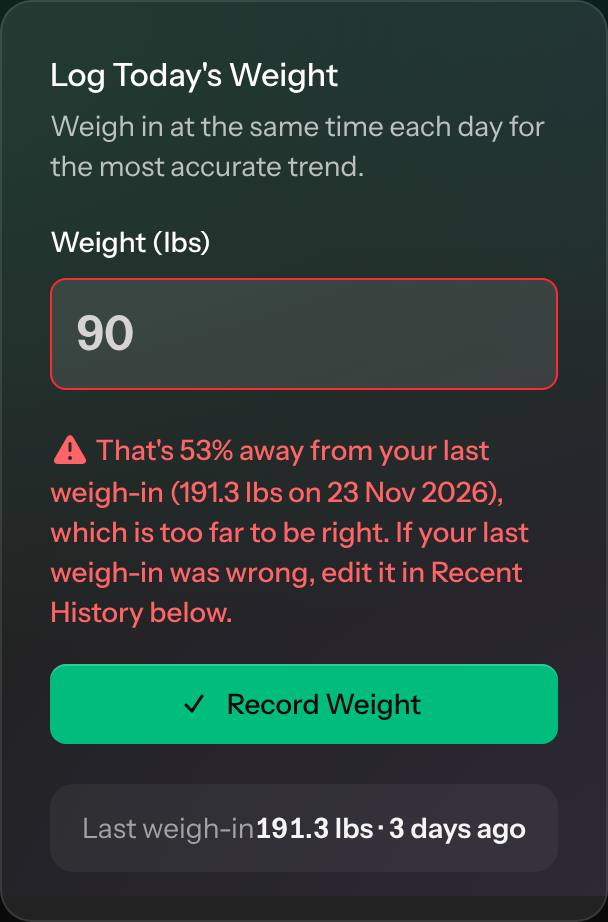 Log Today's Weight
Weigh in at the same time each day for
the most accurate trend.
Weight (lbs)
90
That's 53% away from your last
weigh-in (191.3 lbs on 23 Nov 2026),
which is too far to be right. If your last
weigh-in was wrong, edit it in Recent
History below.
Record Weight
Last weigh-in191.3 lbs · 3 days ago